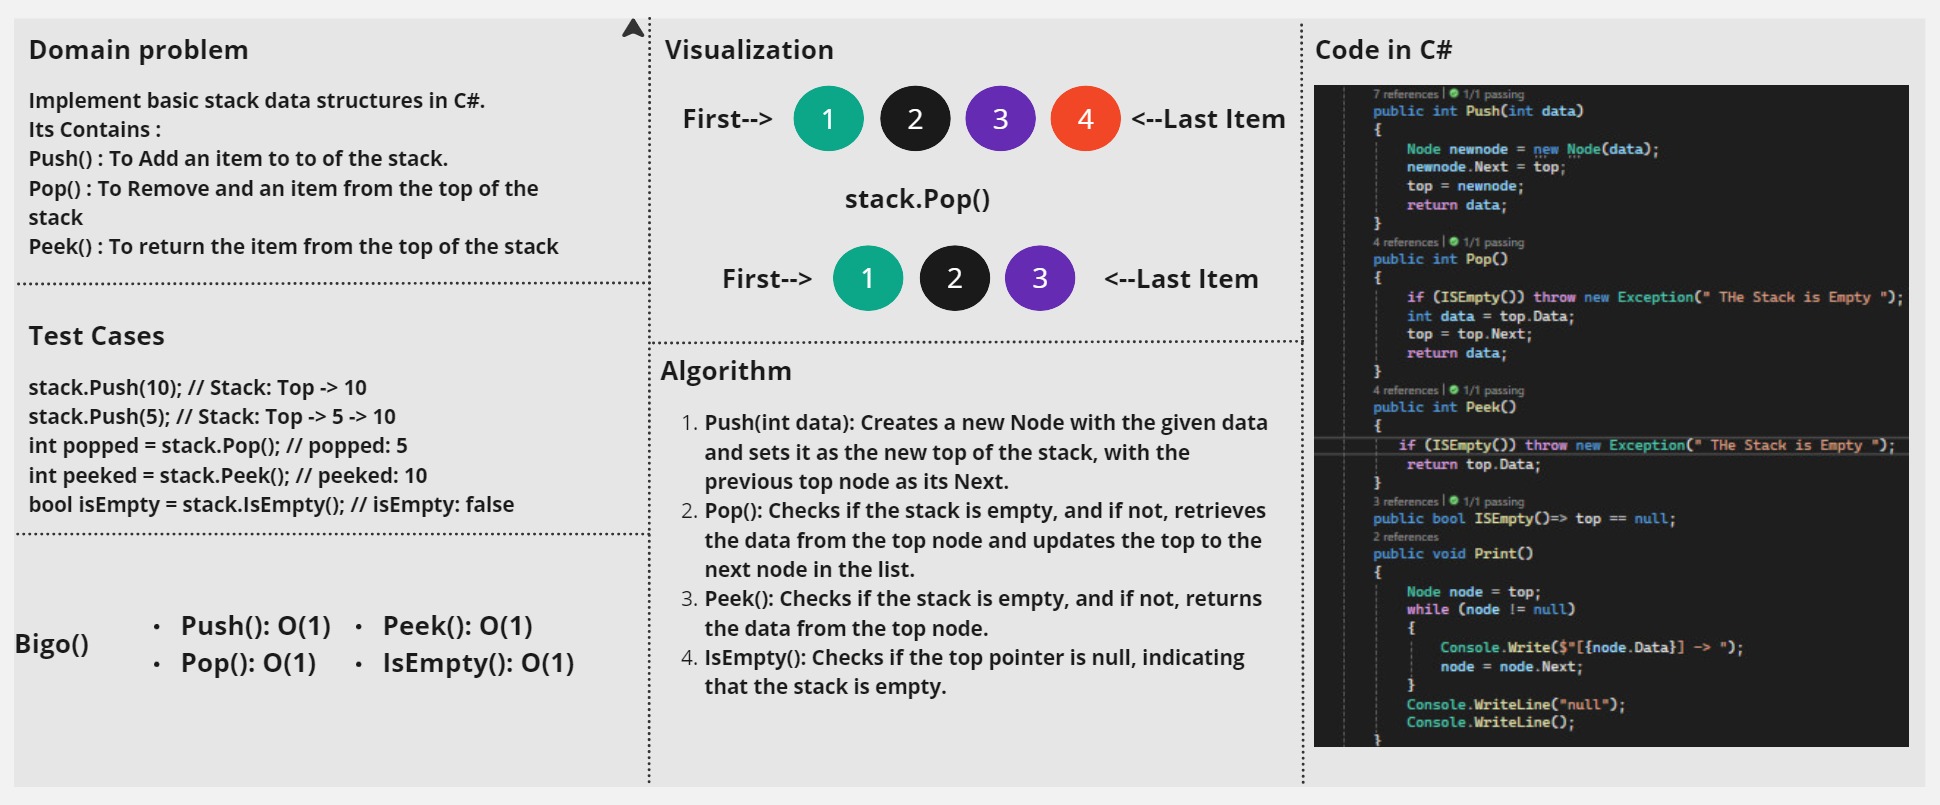 Domain problem
Implement basic stack data structures in C#.
Its Contains :
Push() : To Add an item to to of the stack.
Pop() : To Remove and an item from the top of the
stack
Peek() : To return the item from the top of the stack
Test Cases
stack.Push(10); // Stack: Top -> 10
stack.Push(5); // Stack: Top -> 5 -> 10
int popped = stack.Pop(); // popped: 5
int peeked = stack.Peek(); // peeked: 10
bool isEmpty = stack.IsEmpty(); // isEmpty: false
Bigo()
• Push(): O(1) • Peek(): O(1)
• Pop(): O(1) • IsEmpty(): O(1)
Visualization
First--> 1 2 3 4 <--Last Item
stack.Pop()
First--> 1 2 3 <--Last Item
Algorithm
1. Push(int data): Creates a new Node with the given data
and sets it as the new top of the stack, with the
previous top node as its Next.
2. Pop(): Checks if the stack is empty, and if not, retrieves
the data from the top node and updates the top to the
next node in the list.
3. Peek(): Checks if the stack is empty, and if not, returns
the data from the top node.
4. IsEmpty(): Checks if the top pointer is null, indicating
that the stack is empty.
Code in C#
7 references | 1/1 passing
public int Push(int data)
{
Node newnode = new Node(data);
newnode.Next = top;
top = newnode;
return data;
}
4 references | 1/1 passing
public int Pop()
{
if (ISEmpty()) throw new Exception(" THe Stack is Empty ");
int data = top.Data;
top = top.Next;
return data;
}
4 references | 1/1 passing
public int Peek()
{
if (ISEmpty()) throw new Exception(" THe Stack is Empty ");
return top.Data;
}
3 references | 1/1 passing
public bool ISEmpty()=> top == null;
2 references
public void Print()
{
Node node = top;
while (node != null)
{
Console.Write($"[{node.Data}] -> ");
node = node.Next;
}
Console.WriteLine("null");
Console.WriteLine();
}